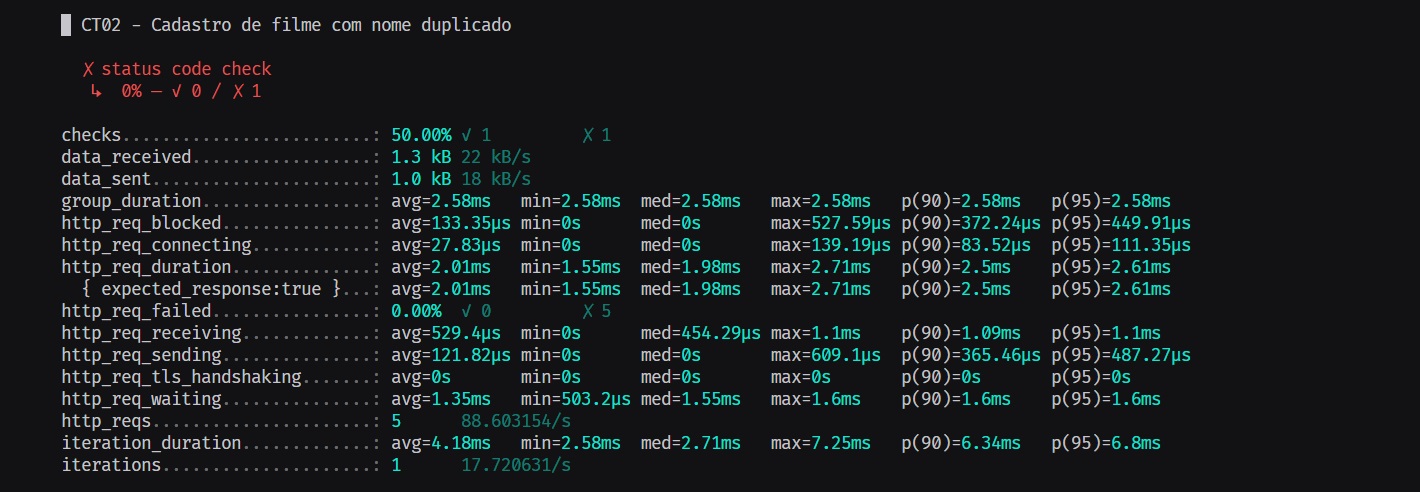 █ CT02 - Cadastro de filme com nome duplicado
✗ status code check
↳ 0% — ✓ 0 / ✗ 1
checks.........................: 50.00% ✓ 1 ✗ 1
data_received..................: 1.3 kB 22 kB/s
data_sent......................: 1.0 kB 18 kB/s
group_duration.................: avg=2.58ms min=2.58ms med=2.58ms max=2.58ms p(90)=2.58ms p(95)=2.58ms
http_req_blocked...............: avg=133.35µs min=0s med=0s max=527.59µs p(90)=372.24µs p(95)=449.91µs
http_req_connecting............: avg=27.83µs min=0s med=0s max=139.19µs p(90)=83.52µs p(95)=111.35µs
http_req_duration..............: avg=2.01ms min=1.55ms med=1.98ms max=2.71ms p(90)=2.5ms p(95)=2.61ms
{ expected_response:true }...: avg=2.01ms min=1.55ms med=1.98ms max=2.71ms p(90)=2.5ms p(95)=2.61ms
http_req_failed................: 0.00% ✓ 0 ✗ 5
http_req_receiving.............: avg=529.4µs min=0s med=454.29µs max=1.1ms p(90)=1.09ms p(95)=1.1ms
http_req_sending...............: avg=121.82µs min=0s med=0s max=609.1µs p(90)=365.46µs p(95)=487.27µs
http_req_tls_handshaking.......: avg=0s min=0s med=0s max=0s p(90)=0s p(95)=0s
http_req_waiting...............: avg=1.35ms min=503.2µs med=1.55ms max=1.6ms p(90)=1.6ms p(95)=1.6ms
http_reqs......................: 5 88.603154/s
iteration_duration.............: avg=4.18ms min=2.58ms med=2.71ms max=7.25ms p(90)=6.34ms p(95)=6.8ms
iterations.....................: 1 17.720631/s